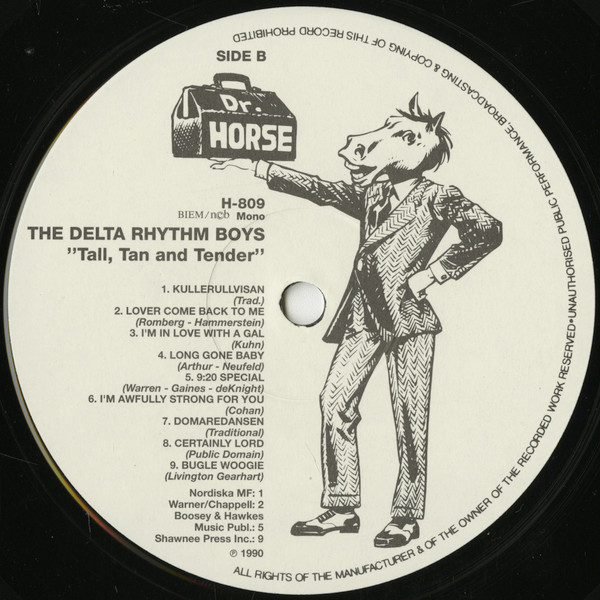 SIDE B
Dr.
HORSE
H-809
BIEM/ncb Mono
THE DELTA RHYTHM BOYS
"Tall, Tan and Tender"
1. KULLERULLVISAN
(Trad.)
2. LOVER COME BACK TO ME
(Romberg - Hammerstein)
3. I'M IN LOVE WITH A GAL
(Kuhn)
4. LONG GONE BABY
(Arthur - Neufeld)
5. 9:20 SPECIAL
(Warren - Gaines - deKnight)
6. I'M AWFULLY STRONG FOR YOU
(Cohan)
7. DOMAREDANSEN
(Traditional)
8. CERTAINLY LORD
(Public Domain)
9. BUGLE WOOGIE
(Livington Gearhart)
Nordiska MF: 1
Warner/Chappell: 2
Boosey & Hawkes
Music Publ.: 5
Shawnee Press Inc.: 9
℗ 1990
ALL RIGHTS OF THE MANUFACTURER & OF THE OWNER OF THE RECORDED WORK RESERVED•UNAUTHORISED PUBLIC PERFORMANCE, BROADCASTING & COPYING OF THIS RECORD PROHIBITED